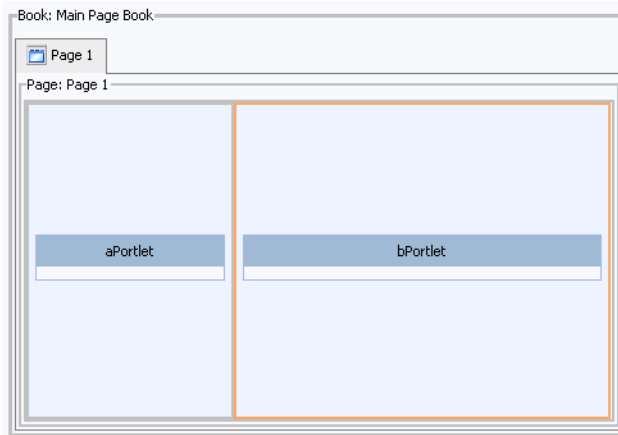 Book: Main Page Book
Page 1
Page: Page 1
aPortlet
bPortlet